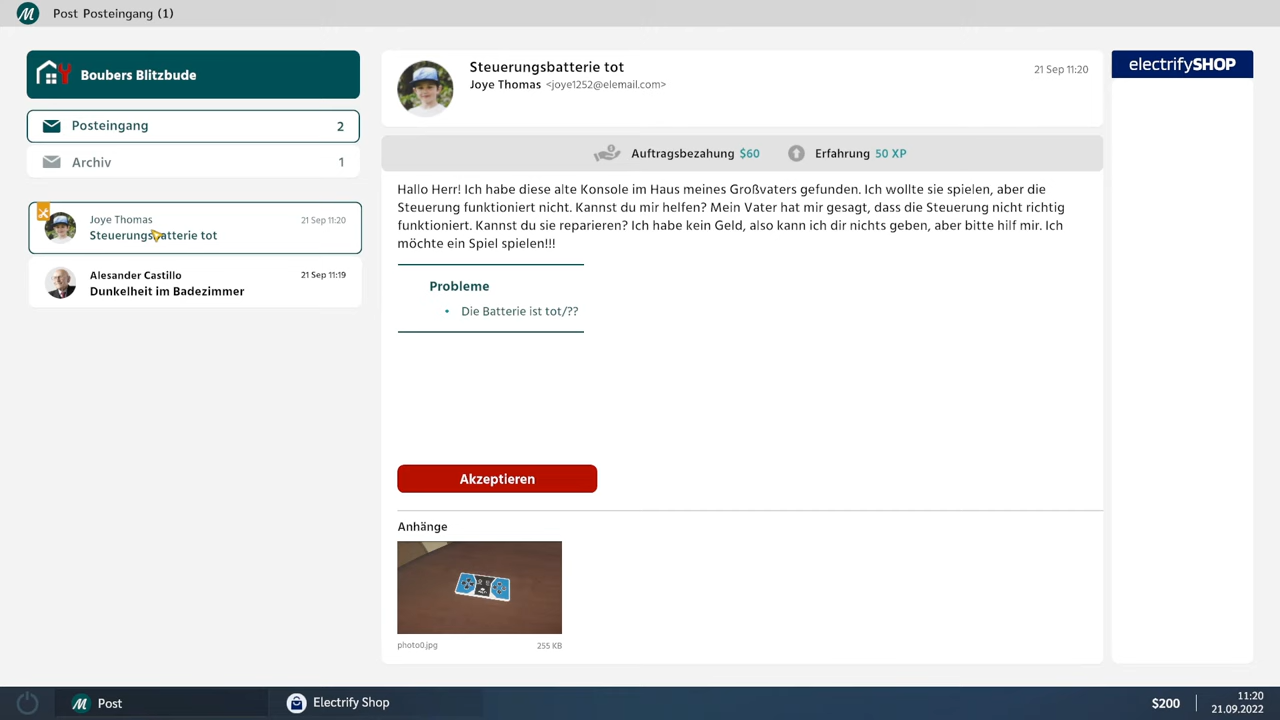 Post Posteingang (1)
Boubers Blitzbude
Posteingang 2
Archiv 1
Joye Thomas 21 Sep 11:20
Steuerungsbatterie tot
Alesander Castillo 21 Sep 11:19
Dunkelheit im Badezimmer
Steuerungsbatterie tot
Joye Thomas <joye1252@elemail.com>
21 Sep 11:20
Auftragsbezahung $60 Erfahrung 50 XP
Hallo Herr! Ich habe diese alte Konsole im Haus meines Großvaters gefunden. Ich wollte sie spielen, aber die
Steuerung funktioniert nicht. Kannst du mir helfen? Mein Vater hat mir gesagt, dass die Steuerung nicht richtig
funktioniert. Kannst du sie reparieren? Ich habe kein Geld, also kann ich dir nichts geben, aber bitte hilf mir. Ich
möchte ein Spiel spielen!!!
Probleme
• Die Batterie ist tot/??
Akzeptieren
Anhänge
photo0.jpg 255 KB
electrifySHOP
Post
Electrify Shop
$200
11:20
21.09.2022